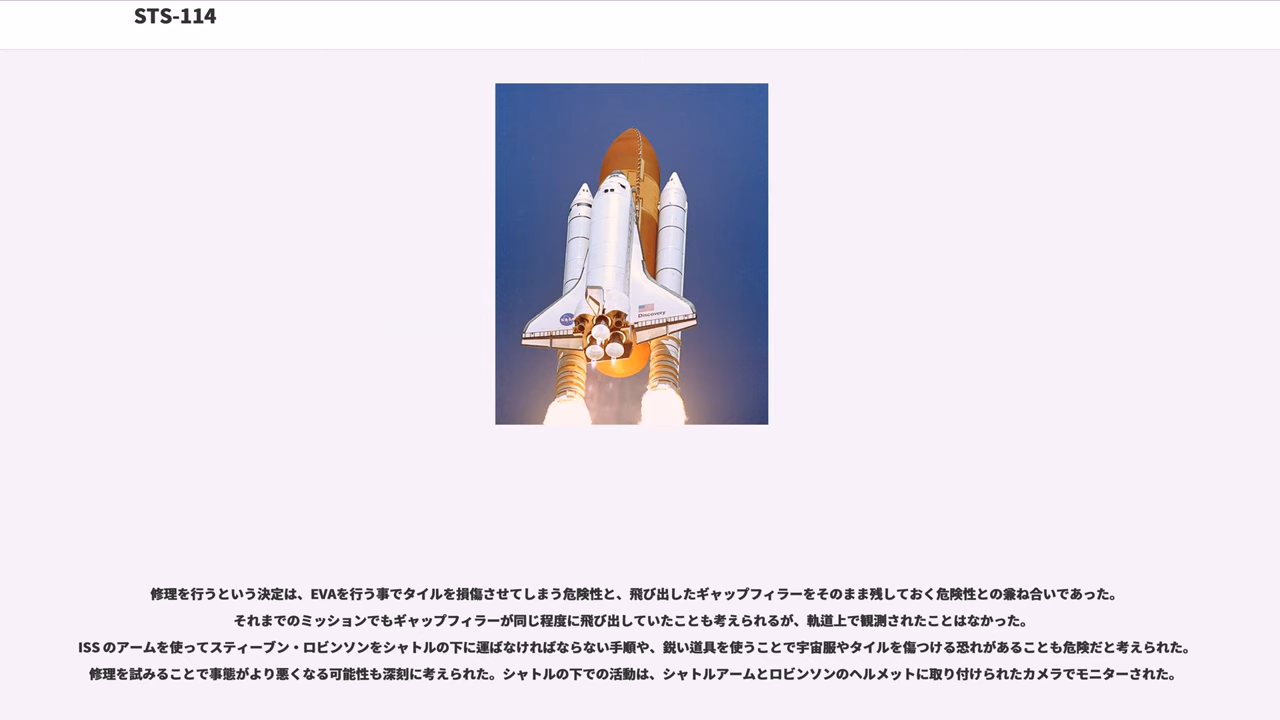 STS-114
Discovery
修理を行うという決定は、EVAを行う事でタイルを損傷させてしまう危険性と、飛び出したギャップフィラーをそのまま残しておく危険性との兼ね合いであった。
それまでのミッションでもギャップフィラーが同じ程度に飛び出していたことも考えられるが、軌道上で観測されたことはなかった。
ISS のアームを使ってスティーブン・ロビンソンをシャトルの下に運ばなければならない手順や、鋭い道具を使うことで宇宙服やタイルを傷つける恐れがあることも危険だと考えられた。
修理を試みることで事態がより悪くなる可能性も深刻に考えられた。シャトルの下での活動は、シャトルアームとロビンソンのヘルメットに取り付けられたカメラでモニターされた。